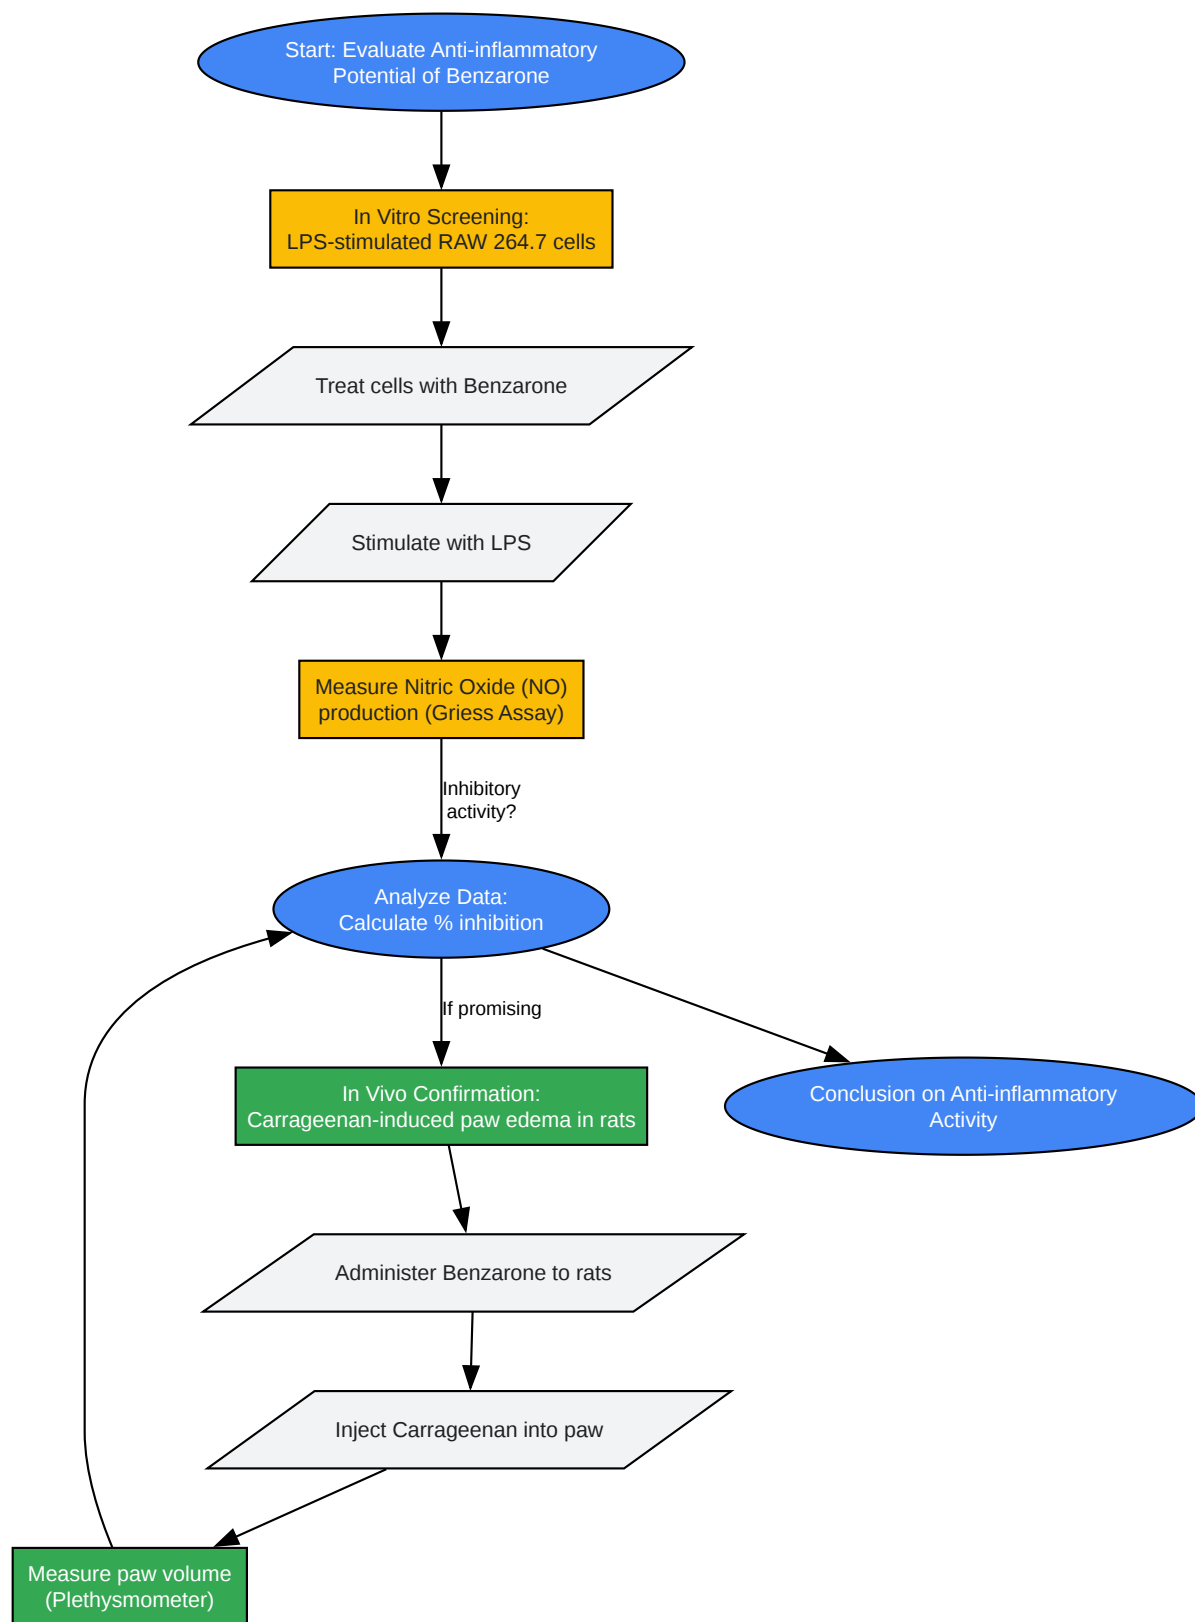 Start: Evaluate Anti-inflammatory
Potential of Benzarone
In Vitro Screening:
LPS-stimulated RAW 264.7 cells
Treat cells with Benzarone
Stimulate with LPS
Measure Nitric Oxide (NO)
production (Griess Assay)
Inhibitory
activity?
Analyze Data:
Calculate % inhibition
If promising
In Vivo Confirmation:
Carrageenan-induced paw edema in rats
Conclusion on Anti-inflammatory
Activity
Administer Benzarone to rats
Inject Carrageenan into paw
Measure paw volume
(Plethysmometer)